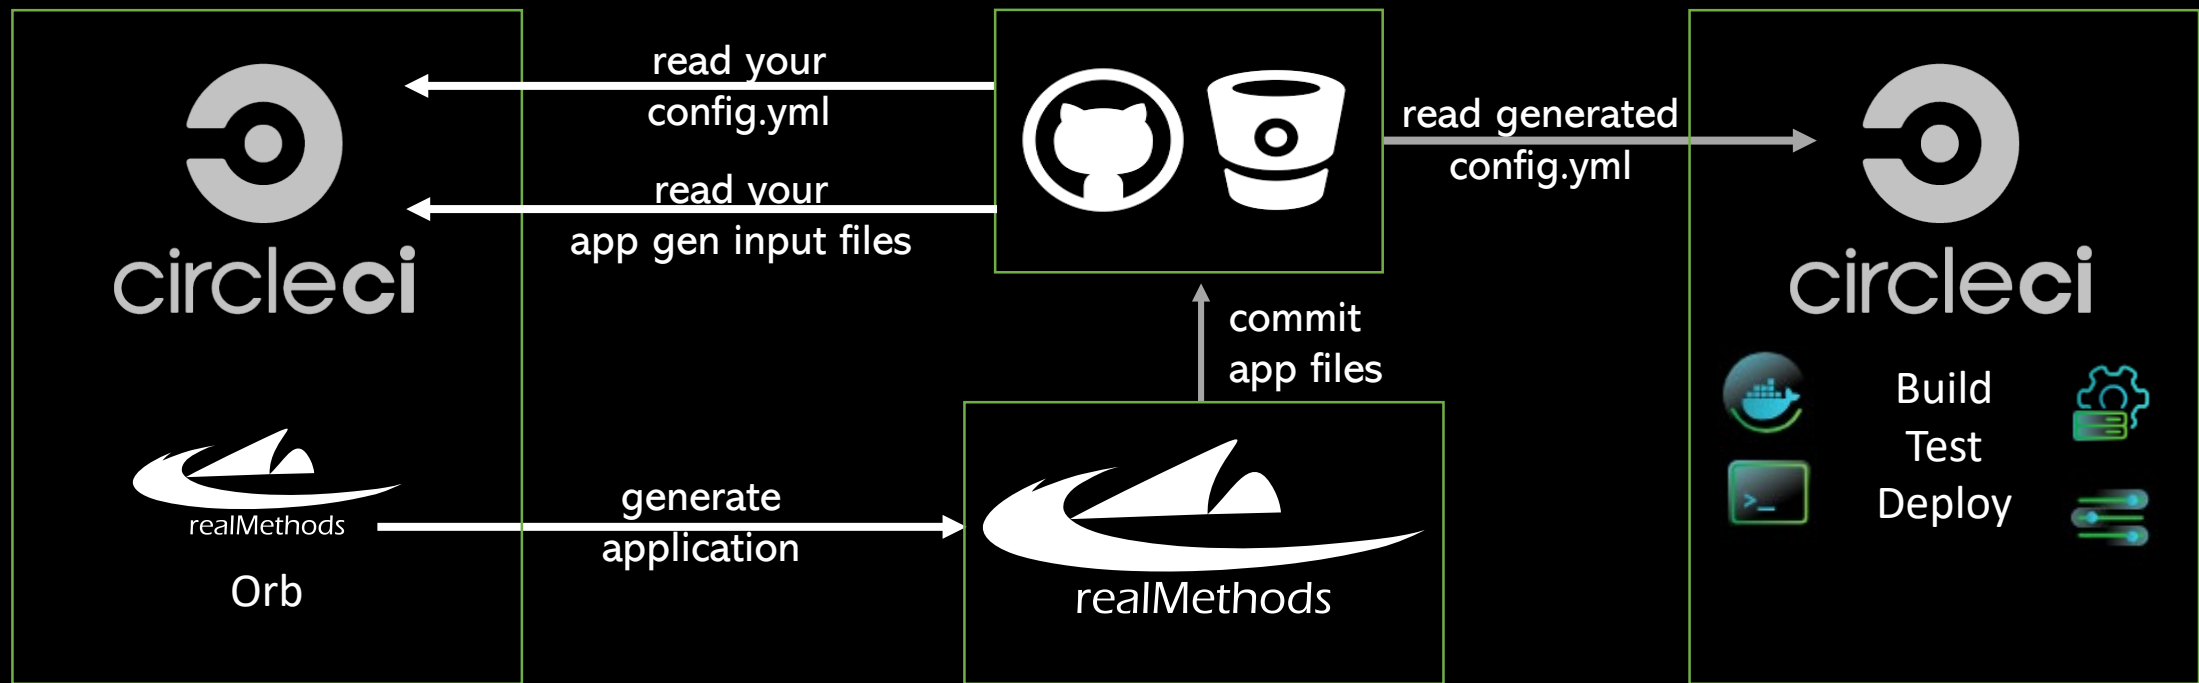 circleci
realMethods
Orb
read your
config.yml
read your
app gen input files
generate
application
commit
app files
realMethods
read generated
config.yml
circleci
>_
Build
Test
Deploy